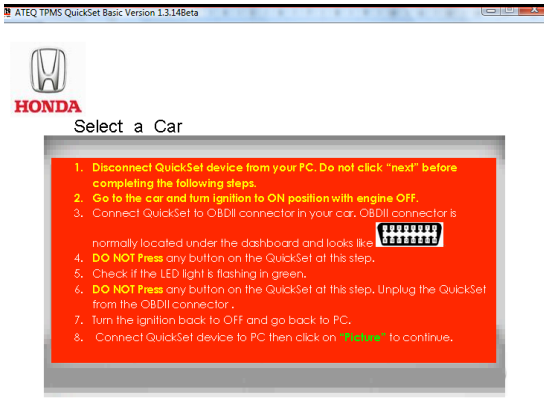 ATEQ TPMS QuickSet Basic Version 1.3.14Beta
HONDA
Select a Car
1. Disconnect QuickSet device from your PC. Do not click “next” before
completing the following steps.
2. Go to the car and turn ignition to ON position with engine OFF.
3. Connect QuickSet to OBDII connector in your car. OBDII connector is
normally located under the dashboard and looks like
4. DO NOT Press any button on the QuickSet at this step.
5. Check if the LED light is flashing in green.
6. DO NOT Press any button on the QuickSet at this step. Unplug the QuickSet
from the OBDII connector .
7. Turn the ignition back to OFF and go back to PC.
8. Connect QuickSet device to PC then click on “Picture” to continue.